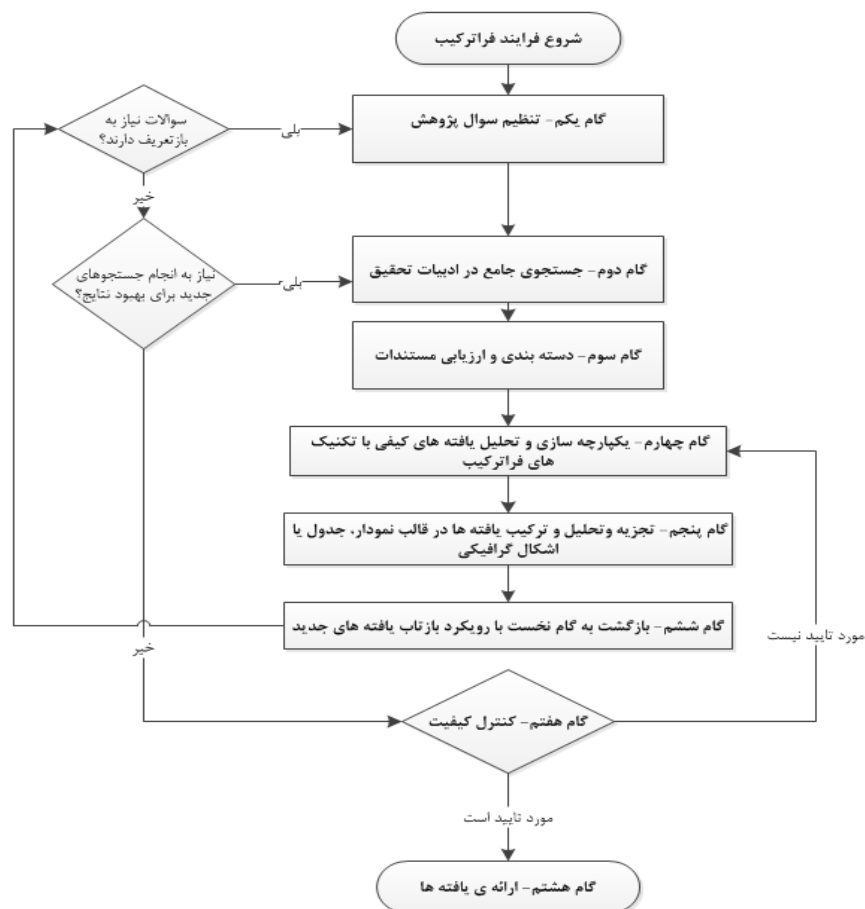 شروع فرایند فراترکیب
گام یکم- تنظیم سوال پژوهش
سوالات نیاز به
بازتعریف دارند؟
بلی
خیر
نیاز به انجام جستجوهای
جدید برای بهبود نتایج؟
بلی-
گام دوم- جستجوی جامع در ادبیات تحقیق
گام سوم- دسته بندی و ارزیابی مستندات
گام چهارم- یکپارچه سازی و تحلیل یافته های کیفی با تکنیک
های فراترکیب
گام پنجم- تجزیه وتحلیل و ترکیب یافته ها در قالب نمودار، جدول یا
اشکال گرافیکی
گام ششم- بازگشت به گام نخست با رویکرد بازتاب یافته های جدید
خیر
مورد تایید نیست
گام هفتم- کنترل کیفیت
مورد تایید است
گام هشتم- ارائه ی یافته ها